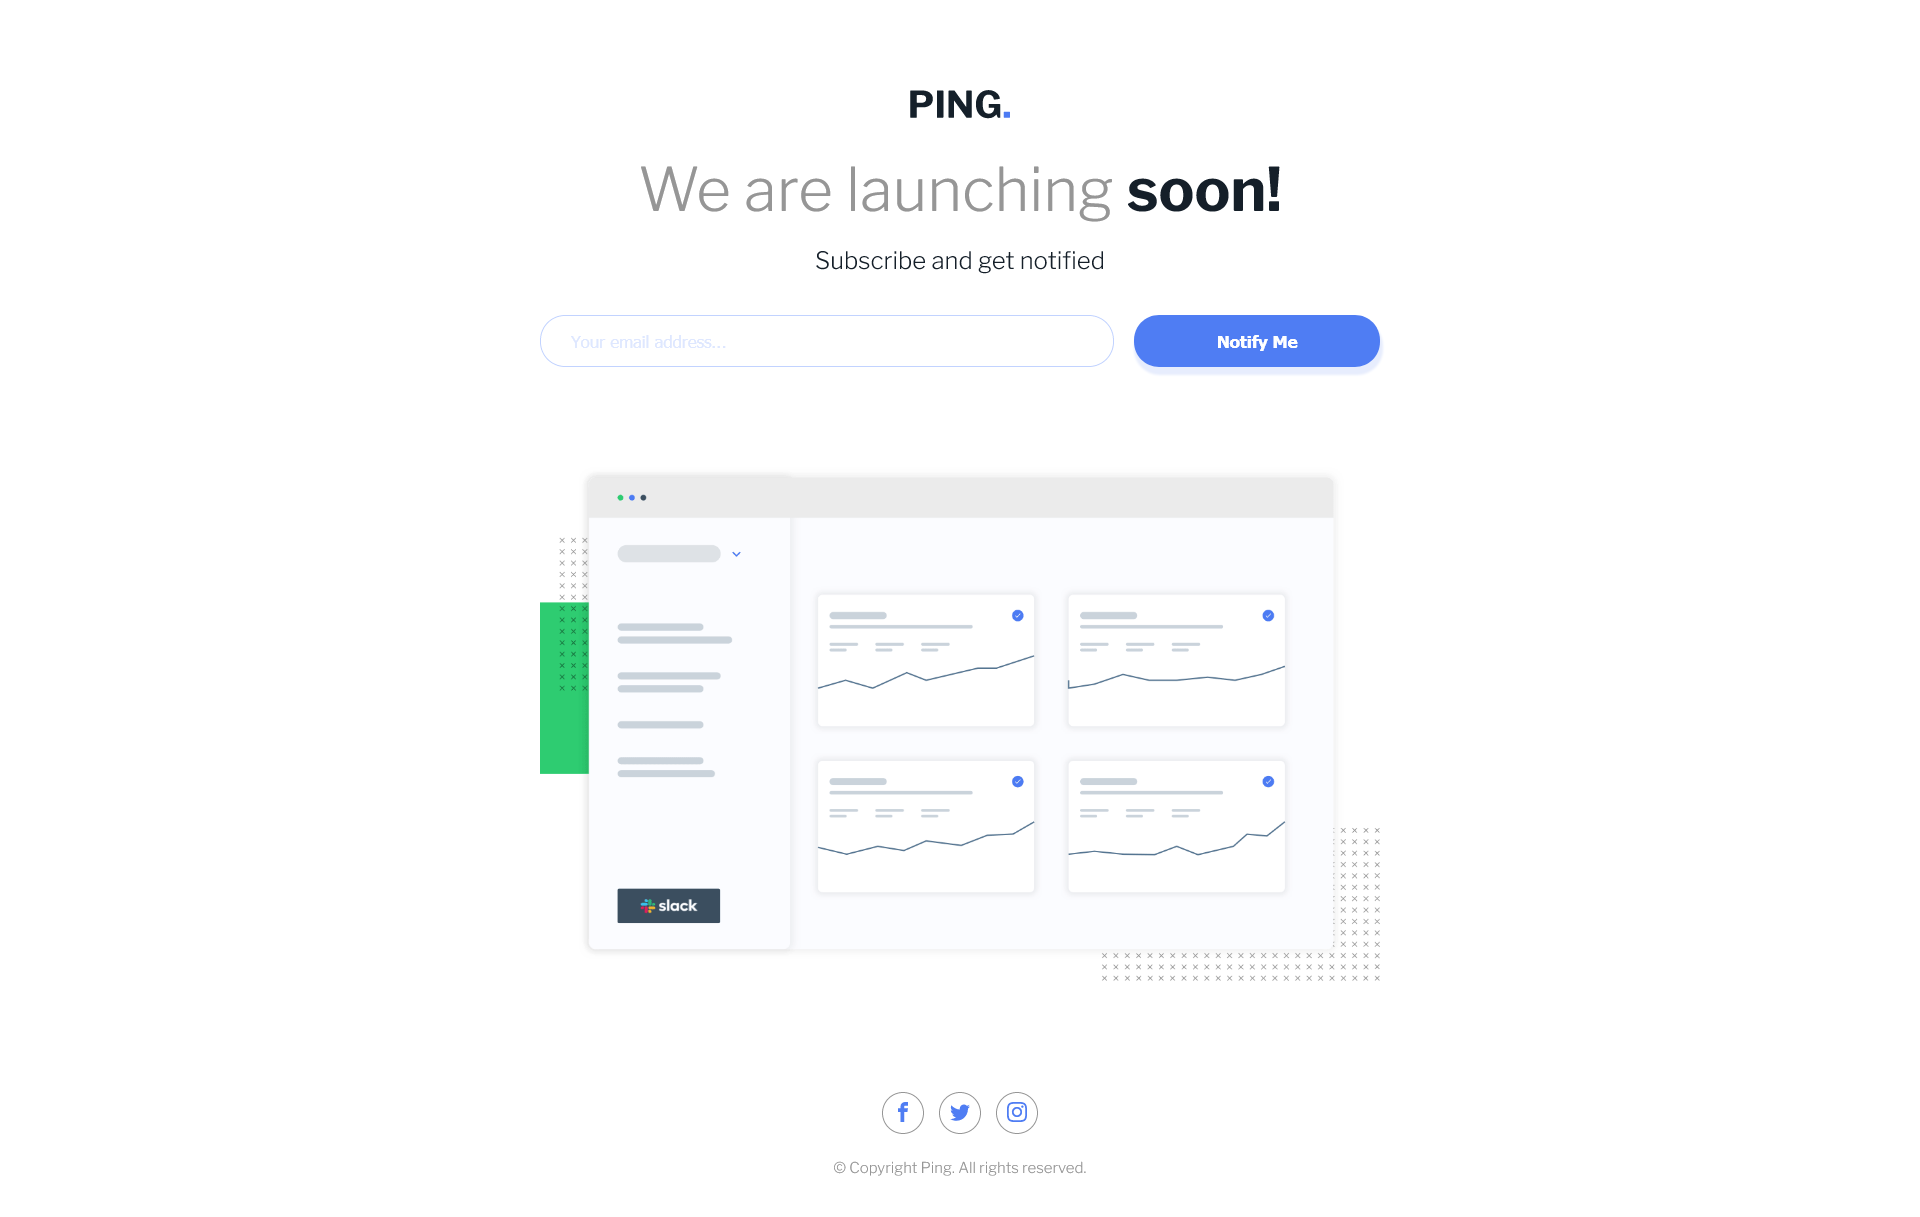 PING.
We are launching soon!
Subscribe and get notified
Your email address...
Notify Me
slack
© Copyright Ping. All rights reserved.